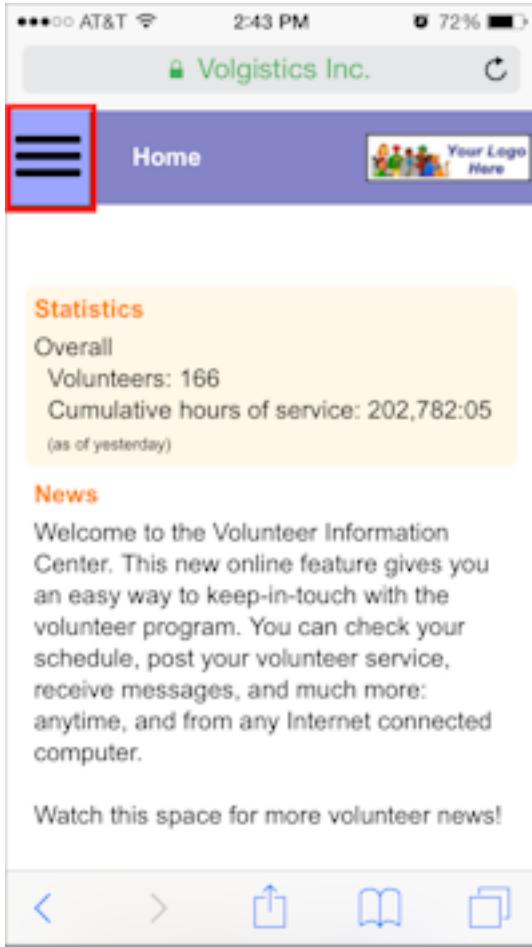 AT&T 2:43 PM 72%
Volgistics Inc.
Home
Your Logo
Here
Statistics
Overall
Volunteers: 166
Cumulative hours of service: 202,782:05
(as of yesterday)
News
Welcome to the Volunteer Information
Center. This new online feature gives you
an easy way to keep-in-touch with the
volunteer program. You can check your
schedule, post your volunteer service,
receive messages, and much more:
anytime, and from any Internet connected
computer.
Watch this space for more volunteer news!